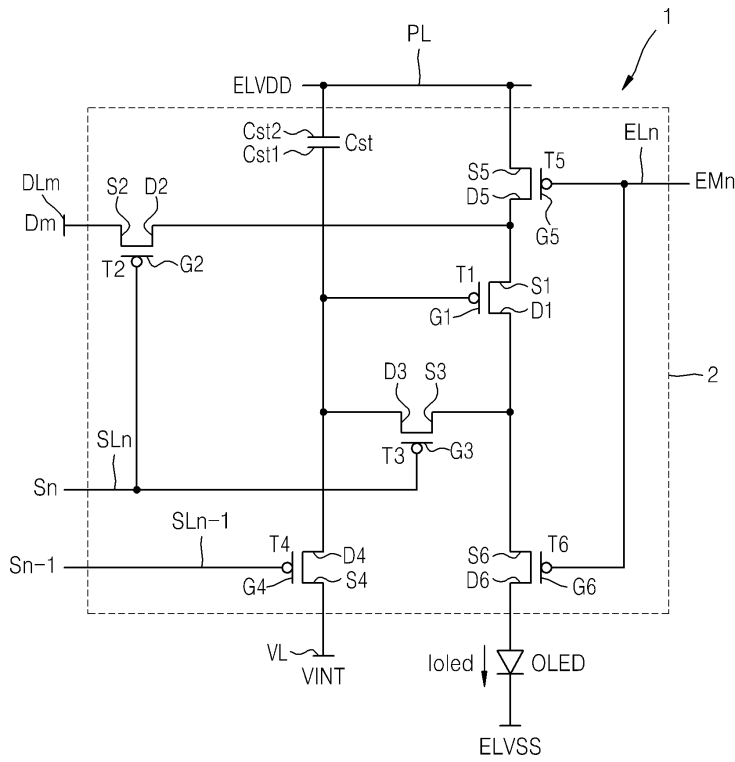 1
PL
ELVDD
Cst2
Cst1
Cst
ELn
T5
S5
D5
G5
EMn
DLm
Dm
S2
D2
T2
G2
T1
S1
G1
D1
2
D3
S3
T3
G3
SLn
Sn
SLn-1
Sn-1
T4
D4
G4
S4
S6
T6
D6
G6
VL
VINT
Ioled
OLED
ELVSS